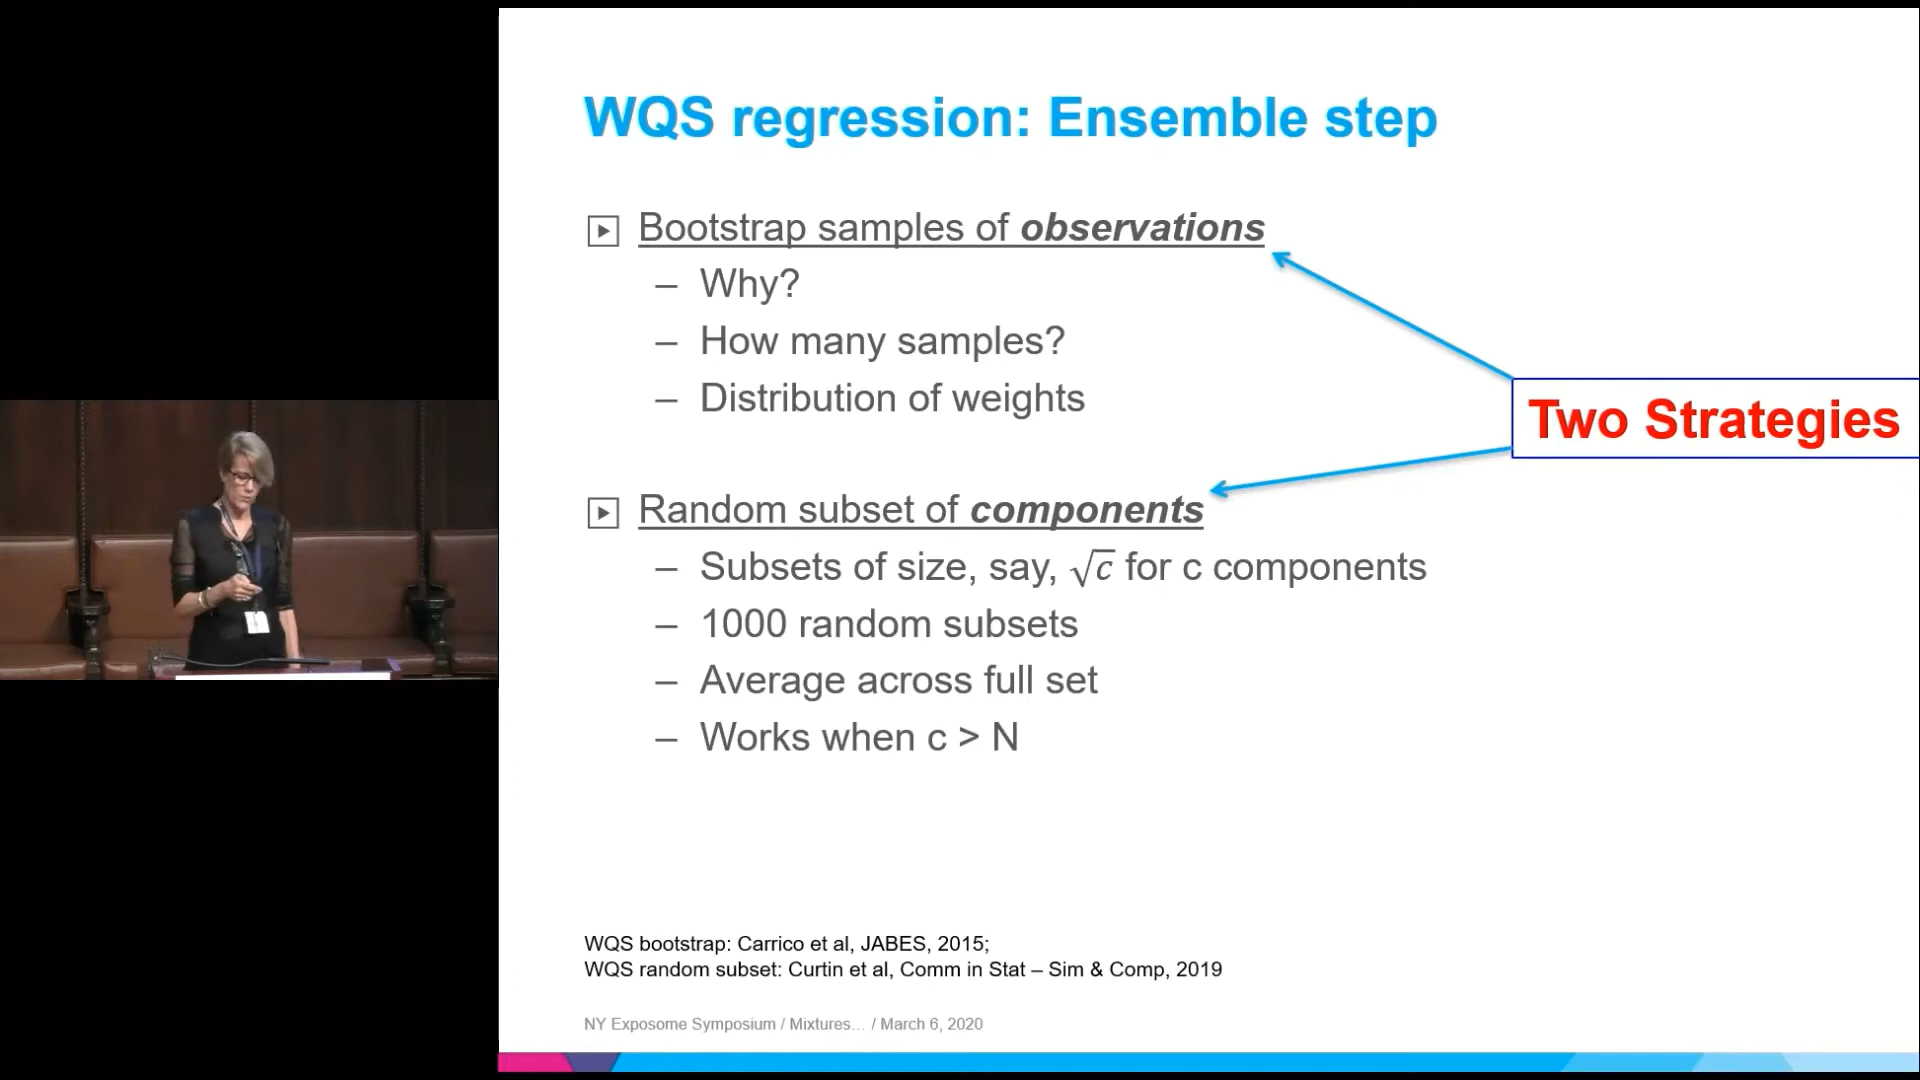 WQS regression: Ensemble step
Bootstrap samples of observations
– Why?
– How many samples?
– Distribution of weights
Two Strategies
Random subset of components
– Subsets of size, say, √c for c components
– 1000 random subsets
– Average across full set
– Works when c > N
WQS bootstrap: Carrico et al, JABES, 2015;
WQS random subset: Curtin et al, Comm in Stat – Sim & Comp, 2019
NY Exposome Symposium / Mixtures… / March 6, 2020